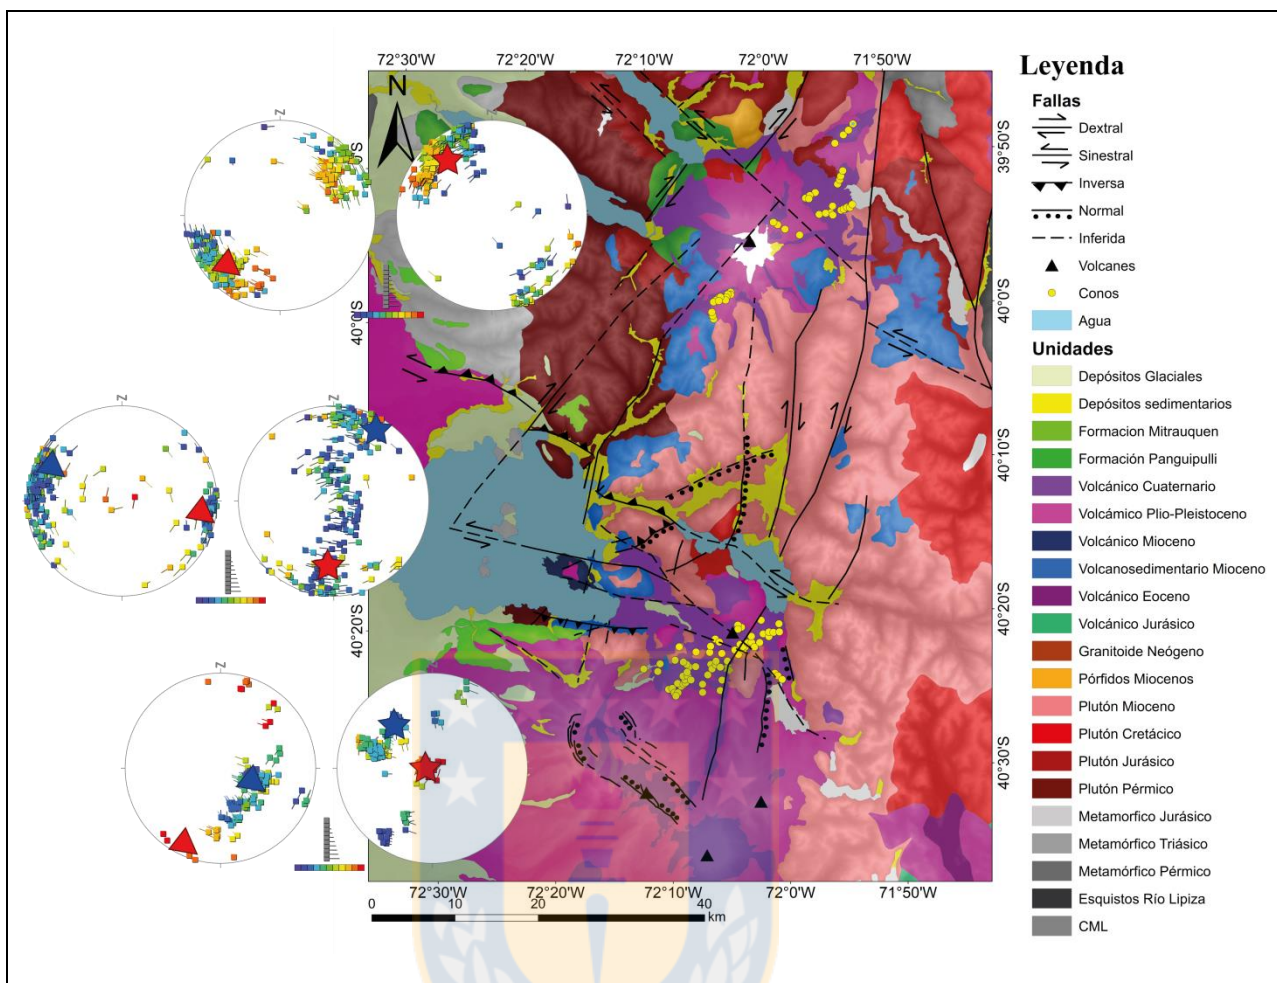 72°30'W 72°20'W 72°10'W 72°0'W 71°50'W
N
39°50'S
40°0'S
40°10'S
40°20'S
40°30'S
40°0'S
40°20'S
72°30'W 72°20'W 72°10'W 72°0'W 71°50'W
0 10 20 40
km
Z
Z
Z
Z
Z
Z
Leyenda
Fallas
Dextral
Sinestral
Inversa
Normal
Inferida
Volcanes
Conos
Agua
Unidades
Depósitos Glaciales
Depósitos sedimentarios
Formacion Mitrauquen
Formación Panguipulli
Volcánico Cuaternario
Volcámico Plio-Pleistoceno
Volcánico Mioceno
Volcanosedimentario Mioceno
Volcánico Eoceno
Volcánico Jurásico
Granitoide Neógeno
Pórfidos Miocenos
Plutón Mioceno
Plutón Cretácico
Plutón Jurásico
Plutón Pérmico
Metamorfico Jurásico
Metamórfico Triásico
Metamórfico Pérmico
Esquistos Río Lipiza
CML